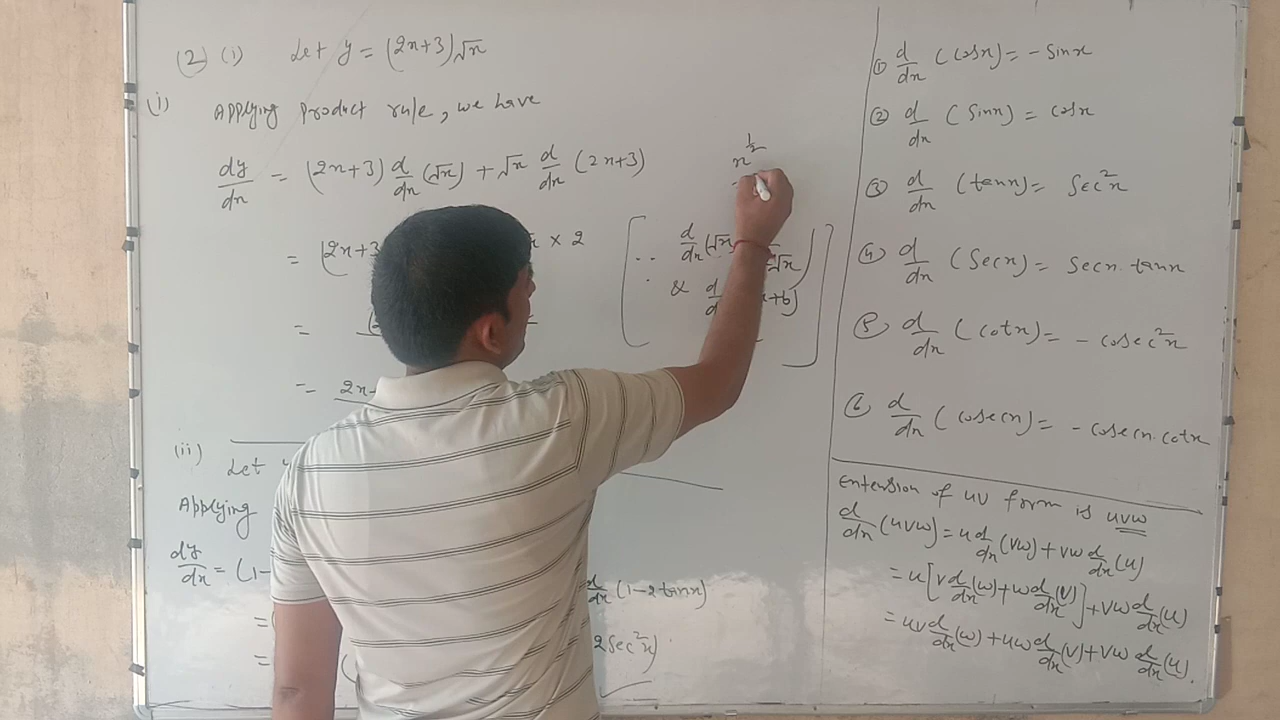 (2) (i) Let y = (2x+3)√x
(i) Applying product rule, we have
dy/dx = (2x+3) d/dx (√x) + √x d/dx (2x+3)
= (2x+3 × 2 [∵ d/dx (√x) √x
& d/d x+b)
=
= 2x
x^1/2
(ii) Let
Applying
dy/dx = (1- d/dx (1-2tanx)
= 2sec²x)
= (
① d/dx (cosx) = -sinx
② d/dx (sinx) = cosx
③ d/dx (tanx) = sec²x
④ d/dx (secx) = secx.tanx
⑤ d/dx (cotx) = -cosec²x
⑥ d/dx (cosecx) = -cosecx.cotx
Extension of uv form is uvw
d/dx (uvw) = u d/dx (vw) + vw d/dx (u)
= u[v d/dx (w) + w d/dx (v)] + vw d/dx (u)
= uv d/dx (w) + uw d/dx (v) + vw d/dx (u).